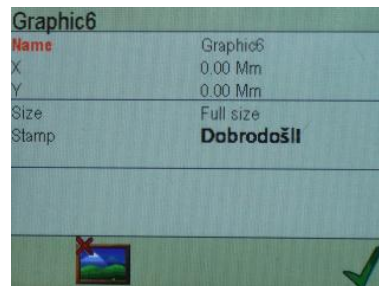 Graphic6
Name Graphic6
X 0.00 Mm
Y 0.00 Mm
Size Full size
Stamp Dobrodošli